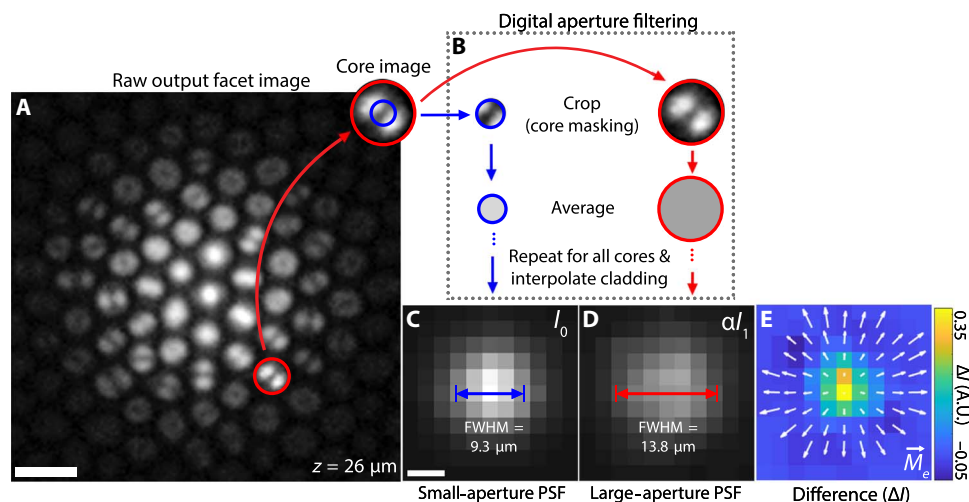 Digital aperture filtering
Raw output facet image
Core image
A
B
Crop
(core masking)
Average
Repeat for all cores &
interpolate cladding
z = 26 μm
C
I0
FWHM =
9.3 μm
Small-aperture PSF
D
αI1
FWHM =
13.8 μm
Large-aperture PSF
E
Me
Difference (ΔI)
0.35
ΔI (A.U.)
-0.05